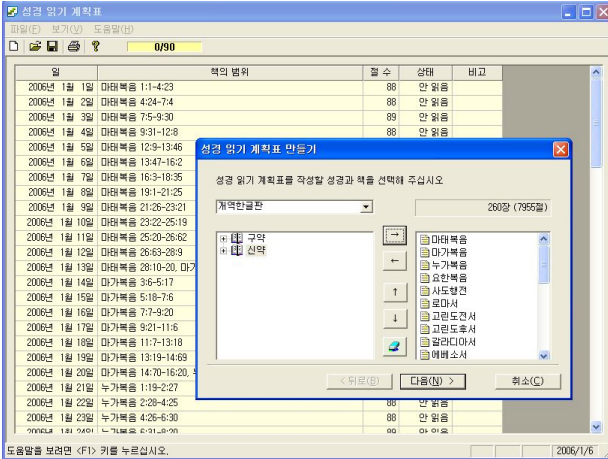 성경 읽기 계획표
파일(F) 보기(V) 도움말(H)
0/90
일 책의 범위 절 수 상태 비고
2006년 1월 1일 마태복음 1:1-4:23 88 안 읽음
2006년 1월 2일 마태복음 4:24-7:4 88 안 읽음
2006년 1월 3일 마태복음 7:5-9:30 89 안 읽음
2006년 1월 4일 마태복음 9:31-12:8 88 안 읽음
2006년 1월 5일 마태복음 12:9-13:46
2006년 1월 6일 마태복음 13:47-16:2
2006년 1월 7일 마태복음 16:3-18:35
2006년 1월 8일 마태복음 19:1-21:25
2006년 1월 9일 마태복음 21:26-23:21
2006년 1월 10일 마태복음 23:22-25:19
2006년 1월 11일 마태복음 25:20-26:62
2006년 1월 12일 마태복음 26:63-28:9
2006년 1월 13일 마태복음 28:10-20,
2006년 1월 14일 마가복음 3:6-5:17
2006년 1월 15일 마가복음 5:18-7:6
2006년 1월 16일 마가복음 7:7-9:20
2006년 1월 17일 마가복음 9:21-11:6
2006년 1월 18일 마가복음 11:7-13:18
2006년 1월 19일 마가복음 13:19-14:69
2006년 1월 20일 마가복음 14:70-16:20,
2006년 1월 21일 누가복음 1:19-2:27
2006년 1월 22일 누가복음 2:28-4:25 88 안 읽음
2006년 1월 23일 누가복음 4:26-6:30 88 안 읽음
2006년 1월 24일 누가복음 6:31-8:20 89 안 읽음
성경 읽기 계획표 만들기
성경 읽기 계획표를 작성할 성경과 책을 선택해 주십시오
개역한글판 260장 (7955절)
구약
신약
마태복음
마가복음
누가복음
요한복음
사도행전
로마서
고린도전서
고린도후서
갈라디아서
에베소서
< 뒤로(B) 다음(N) > 취소(C)
도움말을 보려면 <F1> 키를 누르십시오. 2006/1/6